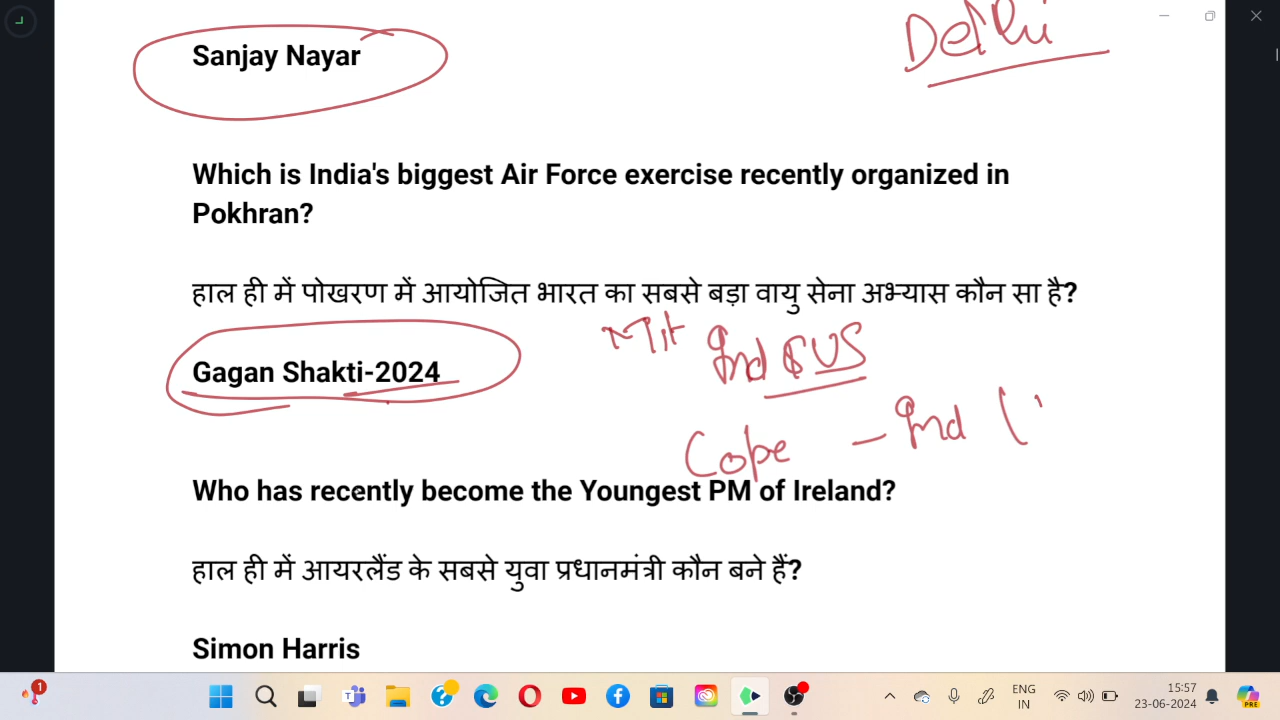 Delhi
Sanjay Nayar
Which is India's biggest Air Force exercise recently organized in
Pokhran?
हाल ही में पोखरण में आयोजित भारत का सबसे बड़ा वायु सेना अभ्यास कौन सा है?
Gagan Shakti-2024
Ind
US
Cope – Ind (
Who has recently become the Youngest PM of Ireland?
हाल ही में आयरलैंड के सबसे युवा प्रधानमंत्री कौन बने हैं?
Simon Harris
1
ENG
IN
15:57
23-06-2024
PRE